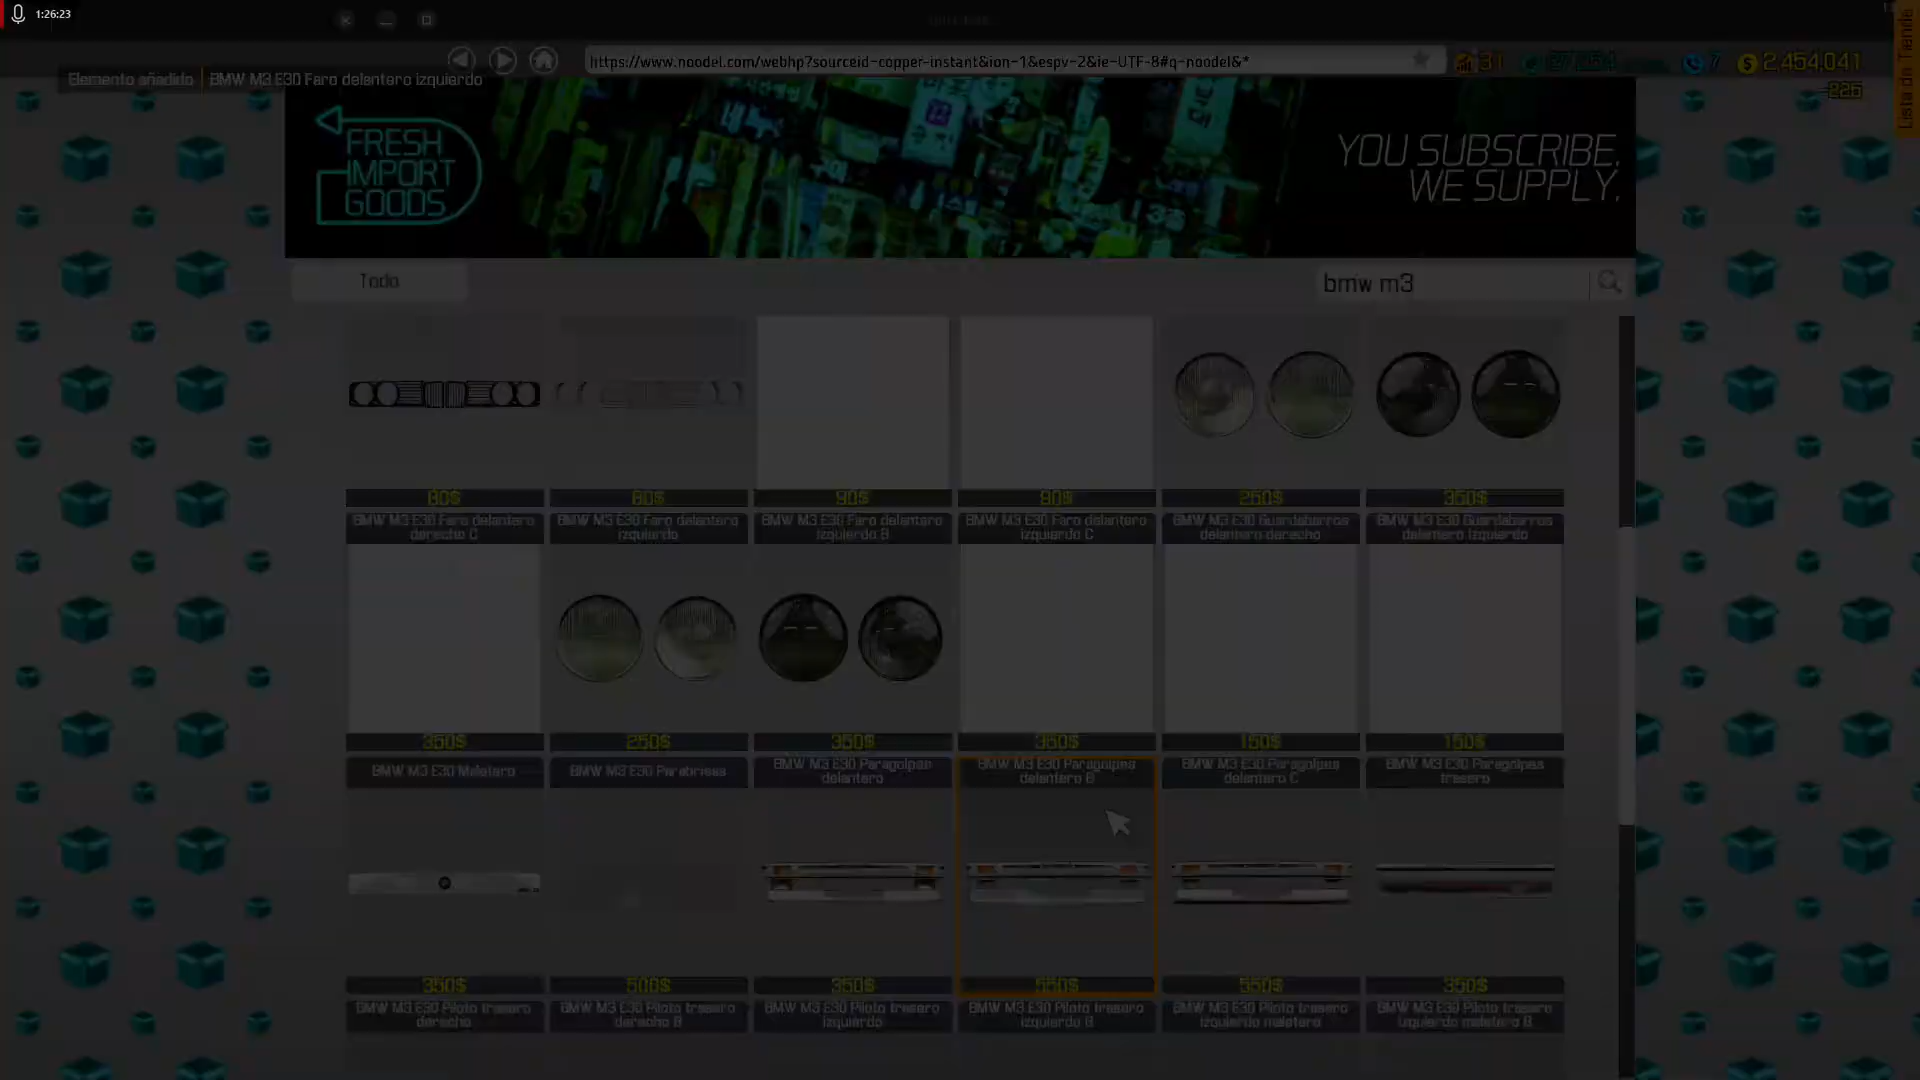 1:26:23
https://www.noodel.com/webhp?sourceid-copper-instant&ion-1&espv-2&ie-UTF-8#q-noodel&*
31
7
2,454,041
-225
Lista de Tiendas
Elemento añadido
BMW M3 E30 Faro delantero izquierdo
FRESH
IMPORT
GOODS
YOU SUBSCRIBE.
WE SUPPLY.
Todo
bmw m3
80$
80$
90$
90$
250$
350$
BMW M3 E30 Faro delantero
derecho C
BMW M3 E30 Faro delantero
izquierdo
BMW M3 E30 Faro delantero
izquierdo B
BMW M3 E30 Faro delantero
izquierdo C
BMW M3 E30 Guardabarros
delantero derecho
BMW M3 E30 Guardabarros
delantero izquierdo
350$
250$
350$
350$
150$
150$
BMW M3 E30 Maletero
BMW M3 E30 Parabrisas
BMW M3 E30 Paragolpes
delantero
BMW M3 E30 Paragolpes
delantero B
BMW M3 E30 Paragolpes
delantero C
BMW M3 E30 Paragolpes
trasero
350$
500$
350$
550$
550$
350$
BMW M3 E30 Piloto trasero
derecho
BMW M3 E30 Piloto trasero
derecho B
BMW M3 E30 Piloto trasero
izquierdo
BMW M3 E30 Piloto trasero
izquierdo B
BMW M3 E30 Piloto trasero
izquierdo maletero
BMW M3 E30 Piloto trasero
izquierdo maletero B